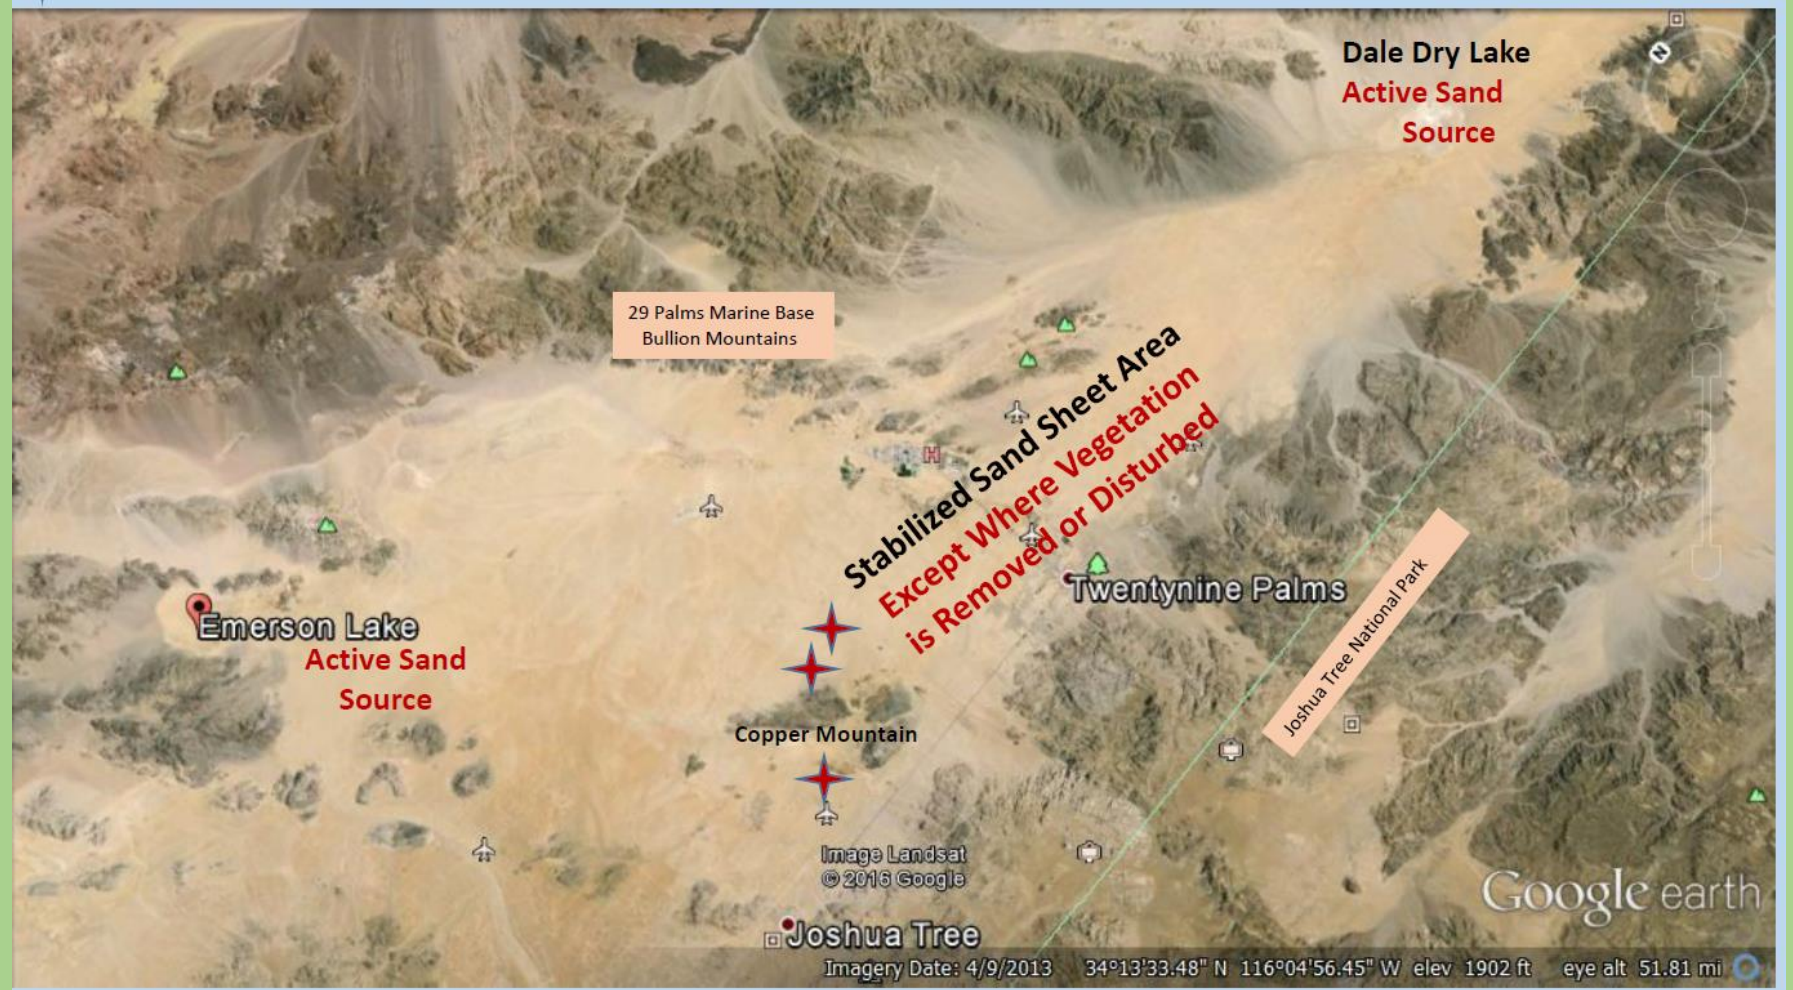 Dale Dry Lake
Active Sand
Source
N
29 Palms Marine Base
Bullion Mountains
Stabilized Sand Sheet Area
Except Where Vegetation
is Removed or Disturbed
H
Twentynine Palms
Emerson Lake
Active Sand
Source
Joshua Tree National Park
Copper Mountain
Image Landsat
© 2016 Google
Google earth
Joshua Tree
Imagery Date: 4/9/2013 34°13'33.48" N 116°04'56.45" W elev 1902 ft eye alt 51.81 mi